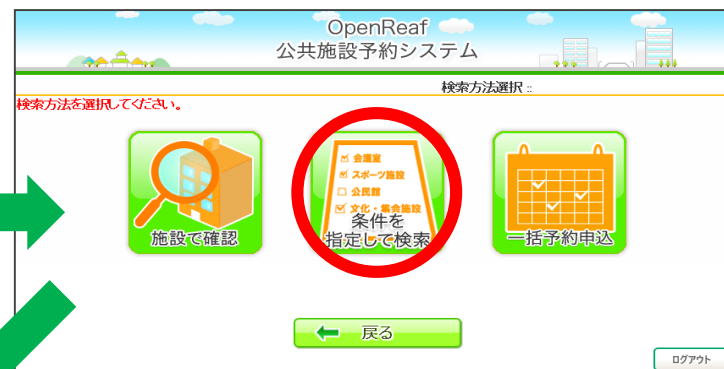 OpenReaf
公共施設予約システム
検索方法選択 ::
検索方法を選択してください。
施設で確認
会議室
スポーツ施設
公民館
文化・集会施設
条件を
指定して検索
一括予約申込
戻る
ログアウト